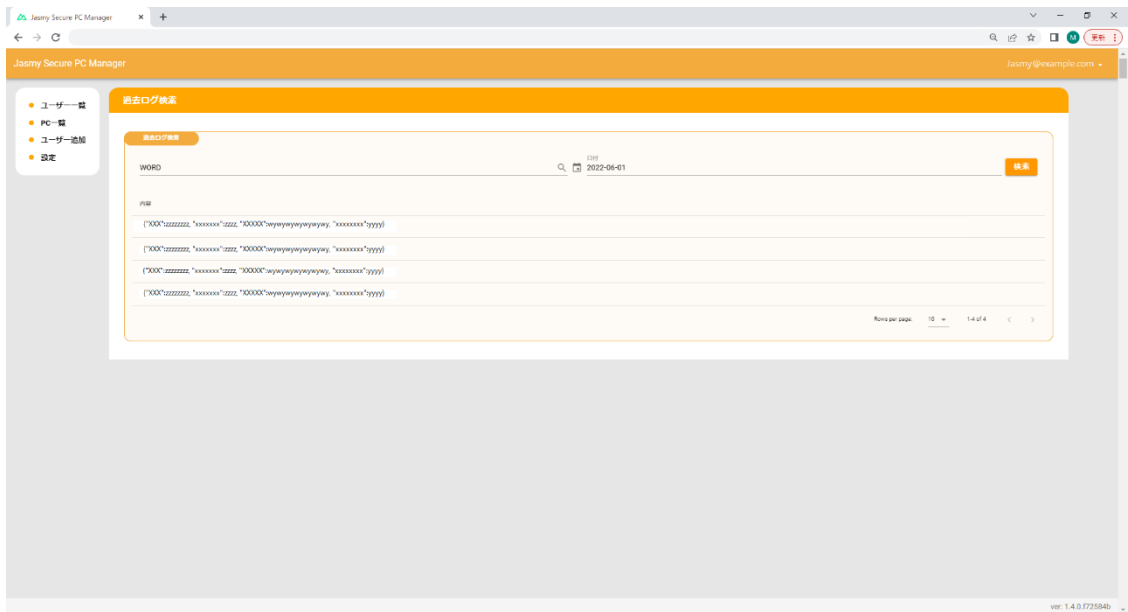 Jasmy Secure PC Manager
更新
Jasmy Secure PC Manager
Jasmy@example.com
ユーザー一覧
PC一覧
ユーザー追加
設定
過去ログ検索
過去ログ検索
WORD
日付
2022-06-01
検索
内容
{"XXX":zzzzzzzz, "xxxxxxx":zzzz, "XXXXX":wywywywywywywy, "xxxxxxxx":yyyy}
{"XXX":zzzzzzzz, "xxxxxxx":zzzz, "XXXXX":wywywywywywywy, "xxxxxxxx":yyyy}
{"XXX":zzzzzzzz, "xxxxxxx":zzzz, "XXXXX":wywywywywywywy, "xxxxxxxx":yyyy}
{"XXX":zzzzzzzz, "xxxxxxx":zzzz, "XXXXX":wywywywywywywy, "xxxxxxxx":yyyy}
Rows per page: 10 1-4 of 4
ver: 1.4.0.f72584b